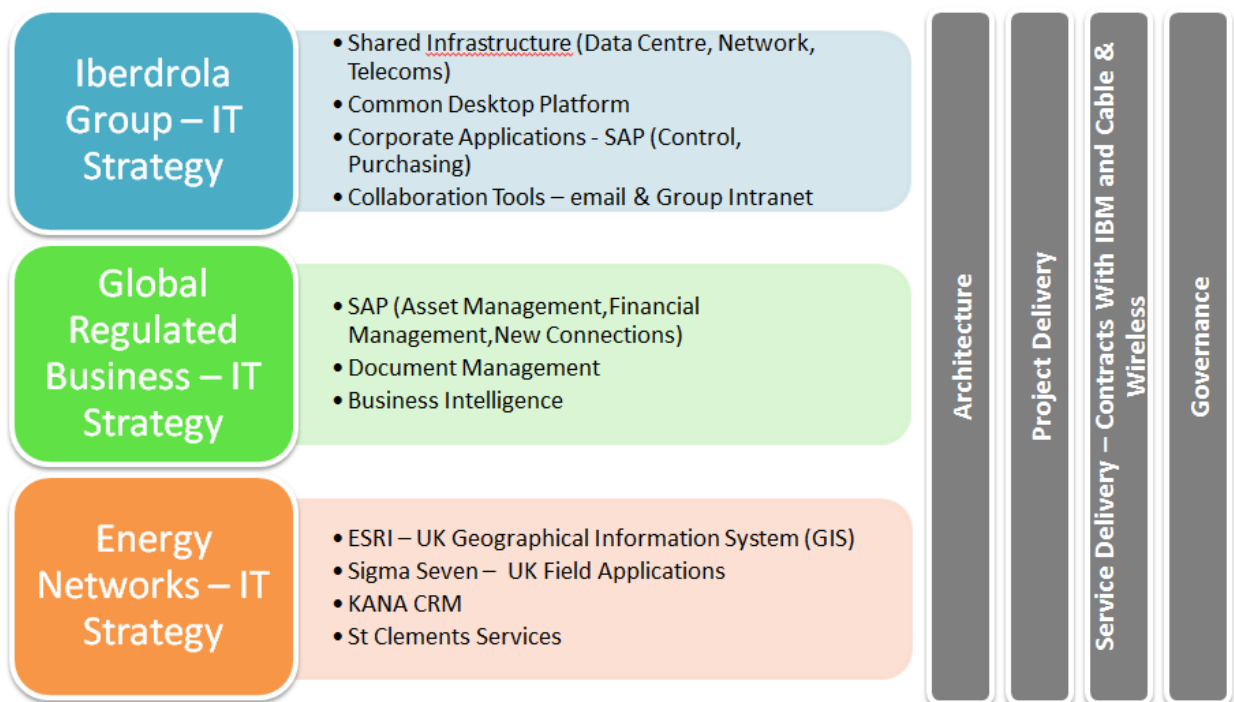 Iberdrola
Group – IT
Strategy
• Shared Infrastructure (Data Centre, Network,
Telecoms)
• Common Desktop Platform
• Corporate Applications - SAP (Control,
Purchasing)
• Collaboration Tools – email & Group Intranet
Global
Regulated
Business – IT
Strategy
• SAP (Asset Management,Financial
Management,New Connections)
• Document Management
• Business Intelligence
Energy
Networks – IT
Strategy
• ESRI – UK Geographical Information System (GIS)
• Sigma Seven –  UK Field Applications
• KANA CRM
• St Clements Services
Architecture
Project Delivery
Service Delivery – Contracts With IBM and Cable &
Wireless
Governance